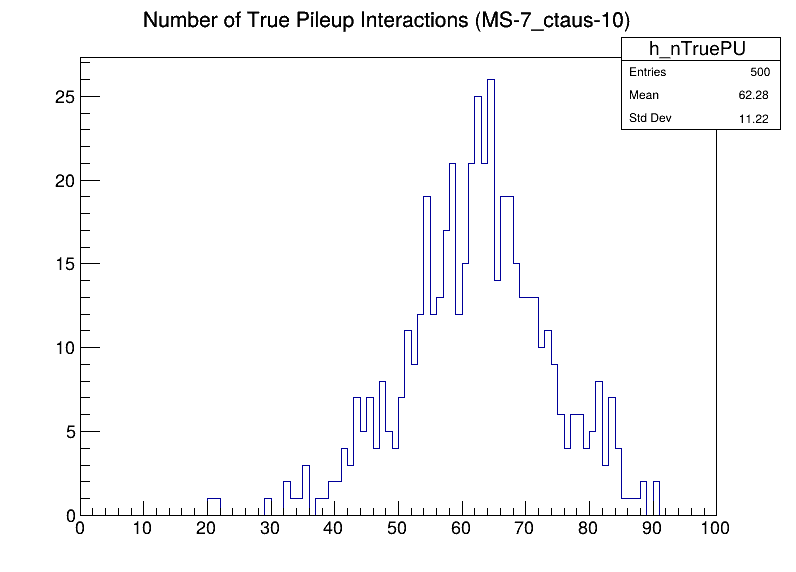 Number of True Pileup Interactions (MS-7_ctaus-10)
h_nTruePU
Entries 500
Mean 62.28
Std Dev 11.22
25
20
15
10
5
0
0 10 20 30 40 50 60 70 80 90 100